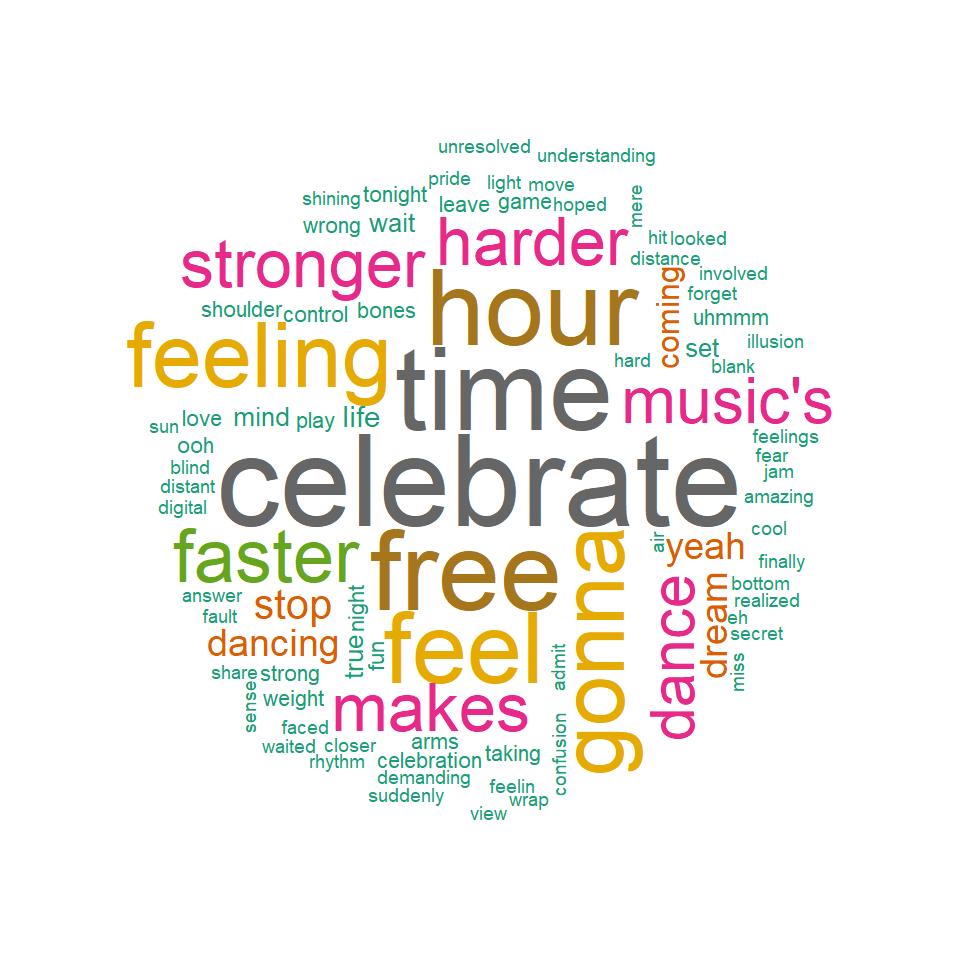 unresolved
understanding
pride
light
move
shining
tonight
leave
game
hoped
mere
wrong
wait
harder
hit
looked
stronger
distance
hour
coming
involved
forget
shoulder
control
bones
uhmmm
feeling
time
set
illusion
hard
blank
music's
sun
love
mind
play
life
feelings
ooh
fear
blind
celebrate
jam
distant
amazing
digital
cool
faster
free
gonna
air
yeah
finally
answer
stop
night
dance
dream
bottom
realized
fault
eh
dancing
true
fun
feel
admit
secret
share
strong
miss
sense
weight
makes
faced
arms
waited
closer
taking
confusion
rhythm
celebration
demanding
feelin
suddenly
wrap
view